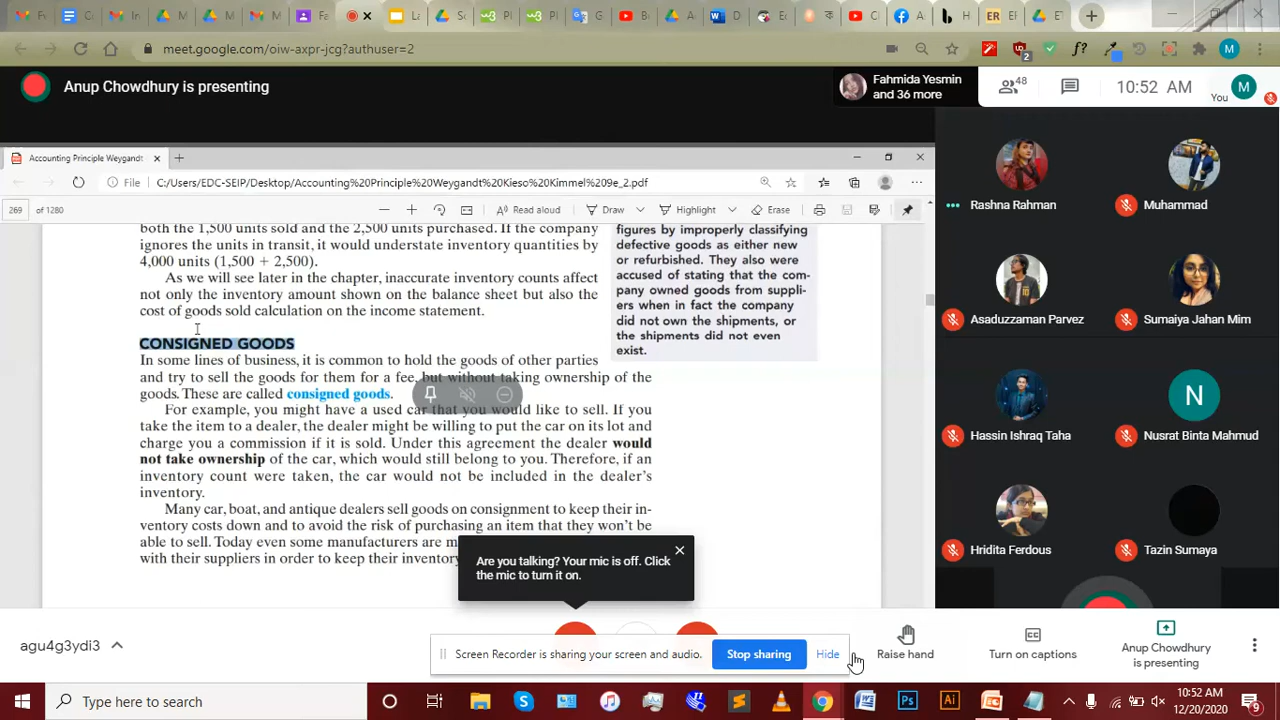 meet.google.com/oiw-axpr-jcg?authuser=2
Anup Chowdhury is presenting
Fahmida Yesmin
and 36 more
48
10:52 AM
You
M
Accounting Principle Weygandt
File
C:/Users/EDC-SEIP/Desktop/Accounting%20Principle%20Weygandt%20Kieso%20Kimmel%209e_2.pdf
269 of 1280
Read aloud
Draw
Highlight
Erase
both the 1,500 units sold and the 2,500 units purchased. If the company
ignores the units in transit, it would understate inventory quantities by
4,000 units (1,500 + 2,500).
As we will see later in the chapter, inaccurate inventory counts affect
not only the inventory amount shown on the balance sheet but also the
cost of goods sold calculation on the income statement.
figures by improperly classifying
defective goods as either new
or refurbished. They also were
accused of stating that the com-
pany owned goods from suppli-
ers when in fact the company
did not own the shipments, or
the shipments did not even
exist.
CONSIGNED GOODS
In some lines of business, it is common to hold the goods of other parties
and try to sell the goods for them for a fee, but without taking ownership of the
goods. These are called consigned goods.
For example, you might have a used car that you would like to sell. If you
take the item to a dealer, the dealer might be willing to put the car on its lot and
charge you a commission if it is sold. Under this agreement the dealer would
not take ownership of the car, which would still belong to you. Therefore, if an
inventory count were taken, the car would not be included in the dealer's
inventory.
Many car, boat, and antique dealers sell goods on consignment to keep their in-
ventory costs down and to avoid the risk of purchasing an item that they won't be
able to sell. Today even some manufacturers are
with their suppliers in order to keep their inventory
Are you talking? Your mic is off. Click
the mic to turn it on.
Rashna Rahman
Muhammad
Asaduzzaman Parvez
Sumaiya Jahan Mim
Hassin Ishraq Taha
N
Nusrat Binta Mahmud
Hridita Ferdous
Tazin Sumaya
agu4g3ydi3
Screen Recorder is sharing your screen and audio.
Stop sharing
Hide
Raise hand
Turn on captions
Anup Chowdhury
is presenting
Type here to search
10:52 AM
12/20/2020
9